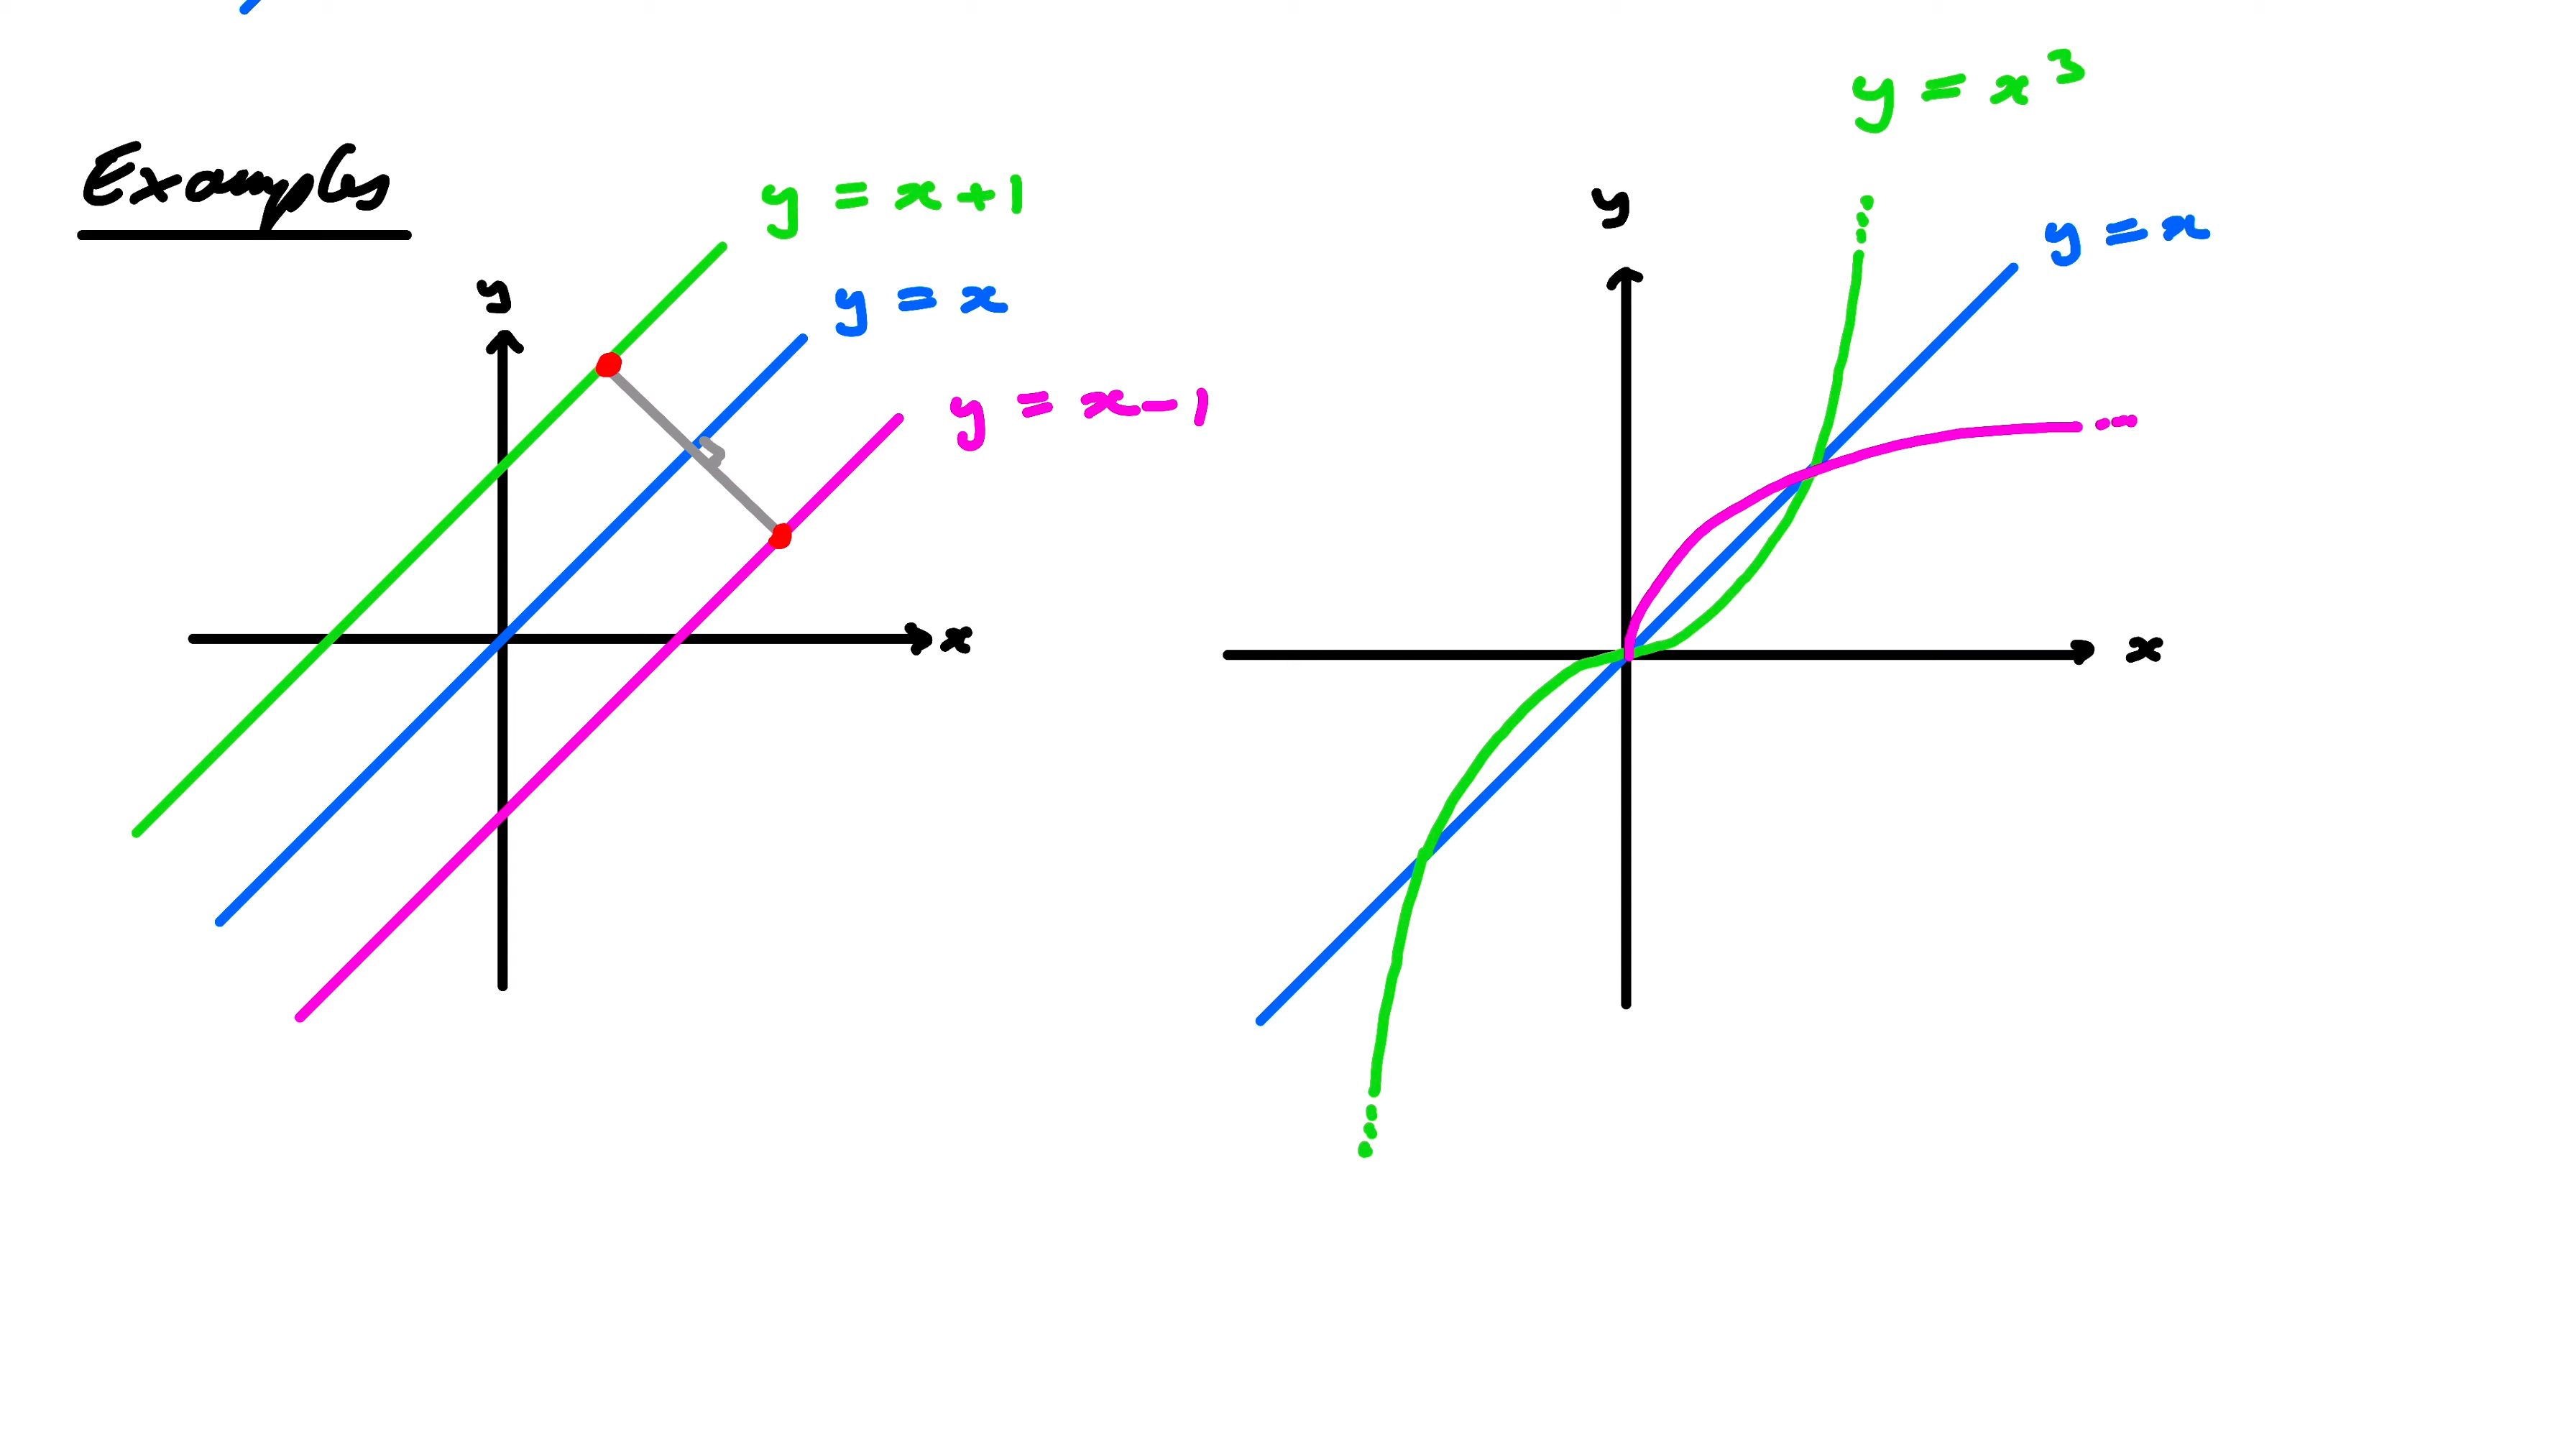 Examples
y = x+1
y
y = x
y = x-1
x
y = x³
y
y = x
x